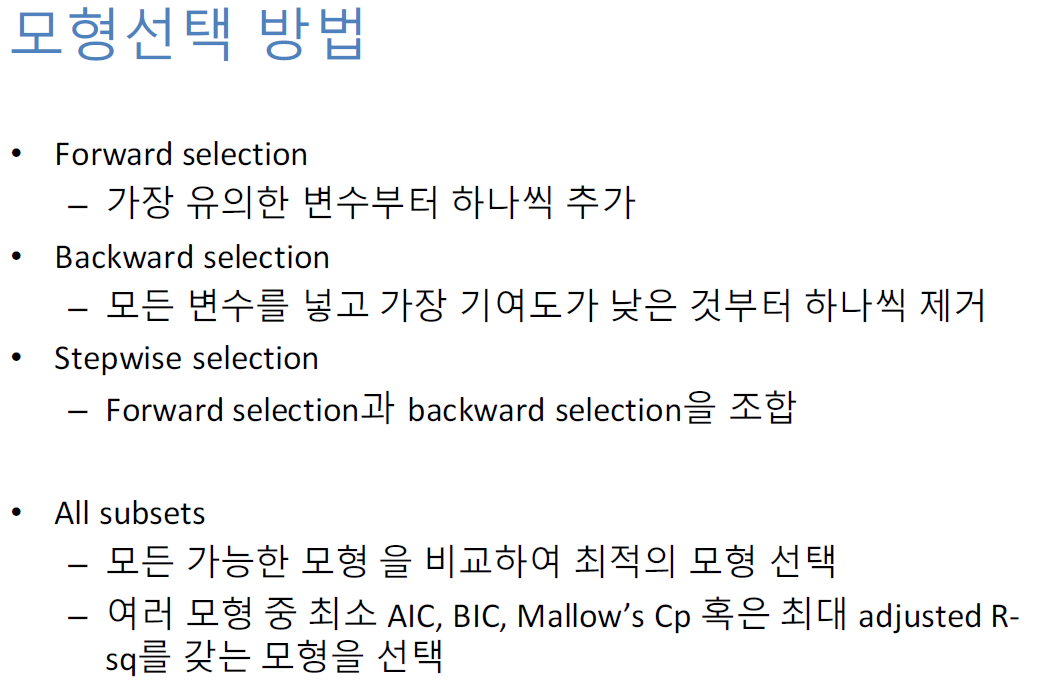 모형선택 방법
• Forward selection
– 가장 유의한 변수부터 하나씩 추가
• Backward selection
– 모든 변수를 넣고 가장 기여도가 낮은 것부터 하나씩 제거
• Stepwise selection
– Forward selection과 backward selection을 조합
• All subsets
– 모든 가능한 모형 을 비교하여 최적의 모형 선택
– 여러 모형 중 최소 AIC, BIC, Mallow’s Cp 혹은 최대 adjusted R-
sq를 갖는 모형을 선택